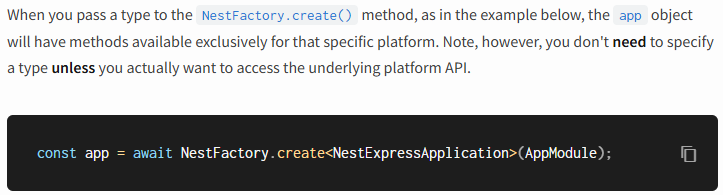 When you pass a type to the NestFactory.create() method, as in the example below, the app object
will have methods available exclusively for that specific platform. Note, however, you don't need to specify
a type unless you actually want to access the underlying platform API.
const app = await NestFactory.create<NestExpressApplication>(AppModule);